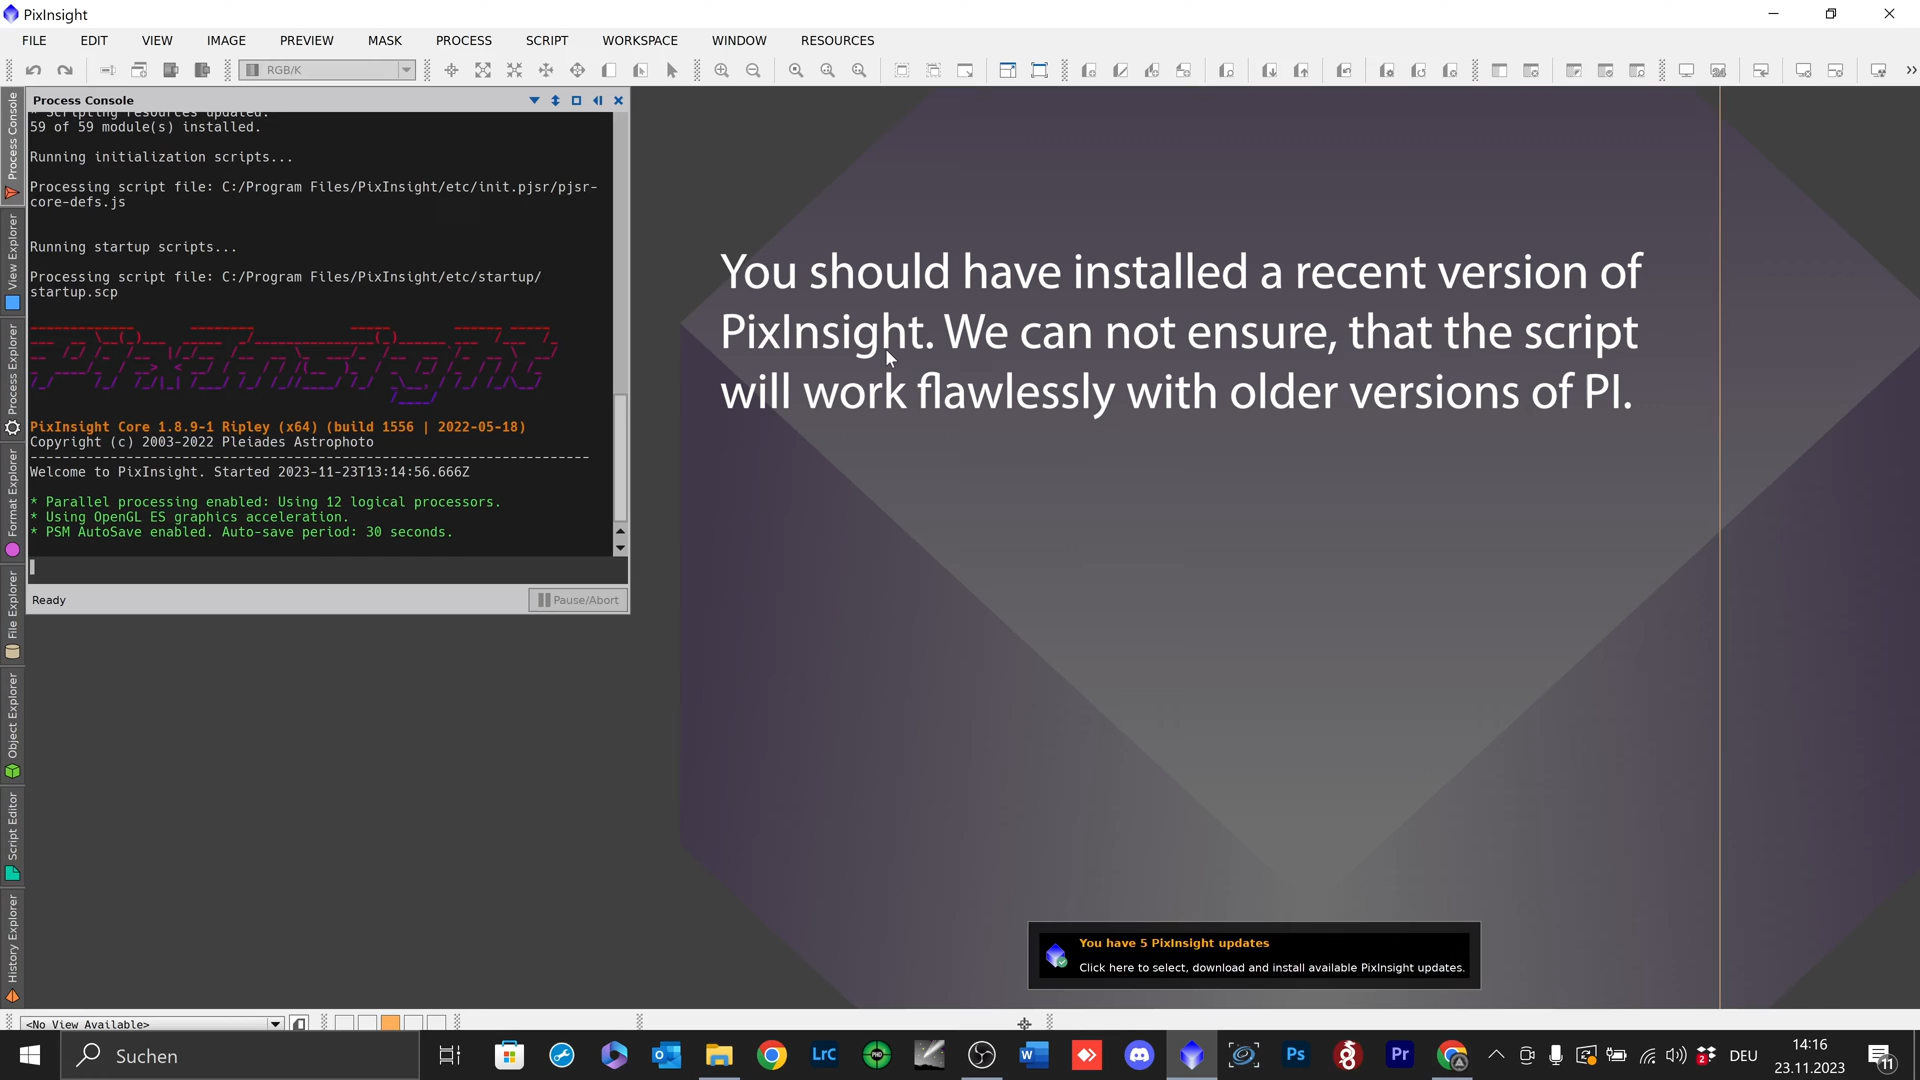 PixInsight
FILE EDIT VIEW IMAGE PREVIEW MASK PROCESS SCRIPT WORKSPACE WINDOW RESOURCES
RGB/K
Process Console
* Scripting resources updated.
59 of 59 module(s) installed.
Running initialization scripts...
Processing script file: C:/Program Files/PixInsight/etc/init.pjsr/pjsr-
core-defs.js
Running startup scripts...
Processing script file: C:/Program Files/PixInsight/etc/startup/
startup.scp
PixInsight
PixInsight Core 1.8.9-1 Ripley (x64) (build 1556 | 2022-05-18)
Copyright (c) 2003-2022 Pleiades Astrophoto
----------------------------------------------------------------------
Welcome to PixInsight. Started 2023-11-23T13:14:56.666Z
* Parallel processing enabled: Using 12 logical processors.
* Using OpenGL ES graphics acceleration.
* PSM AutoSave enabled. Auto-save period: 30 seconds.
Ready
Pause/Abort
Process Console
View Explorer
Process Explorer
Format Explorer
File Explorer
Object Explorer
Script Editor
History Explorer
You should have installed a recent version of
PixInsight. We can not ensure, that the script
will work flawlessly with older versions of PI.
You have 5 PixInsight updates
Click here to select, download and install available PixInsight updates.
<No View Available>
Suchen
LrC
PHD
W
Ps
Pr
2
DEU
14:16
23.11.2023
11